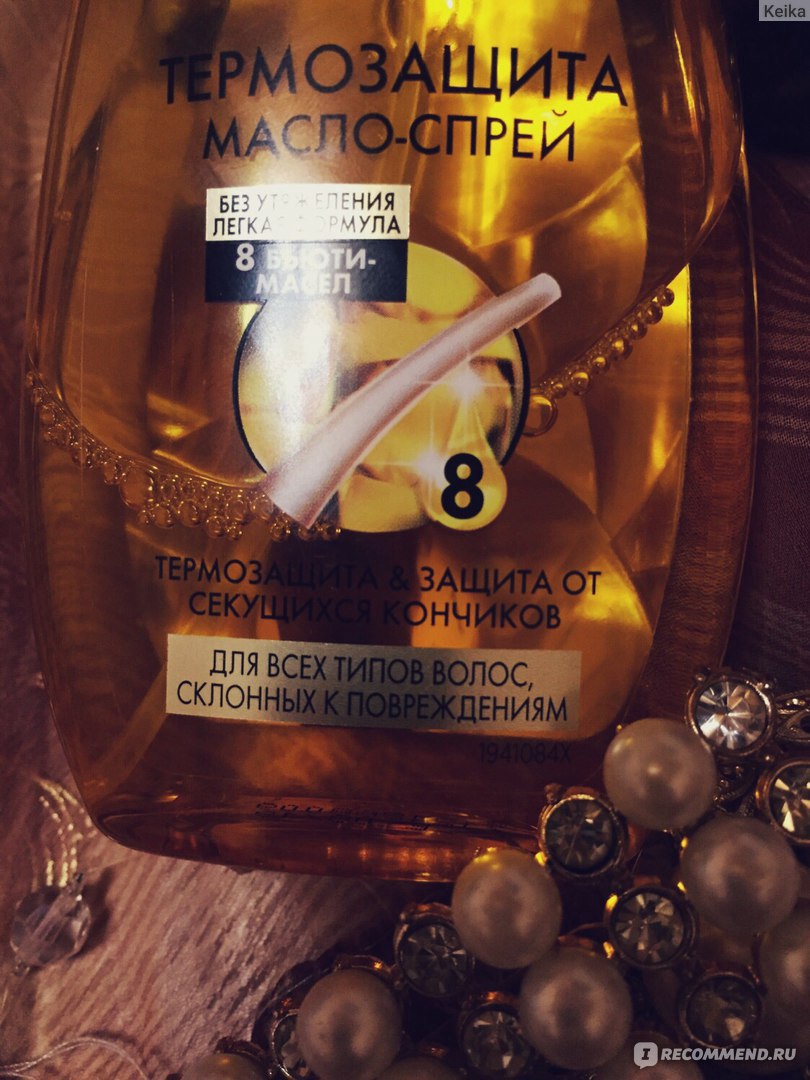 Keika
ТЕРМОЗАЩИТА
МАСЛО-СПРЕЙ
БЕЗ УТЯЖЕЛЕНИЯ
ЛЕГКАЯ ФОРМУЛА
8 БЬЮТИ-
МАСЕЛ
8
ТЕРМОЗАЩИТА & ЗАЩИТА ОТ
СЕКУЩИХСЯ КОНЧИКОВ
ДЛЯ ВСЕХ ТИПОВ ВОЛОС,
СКЛОННЫХ К ПОВРЕЖДЕНИЯМ
1941084X
IRECOMMEND.RU